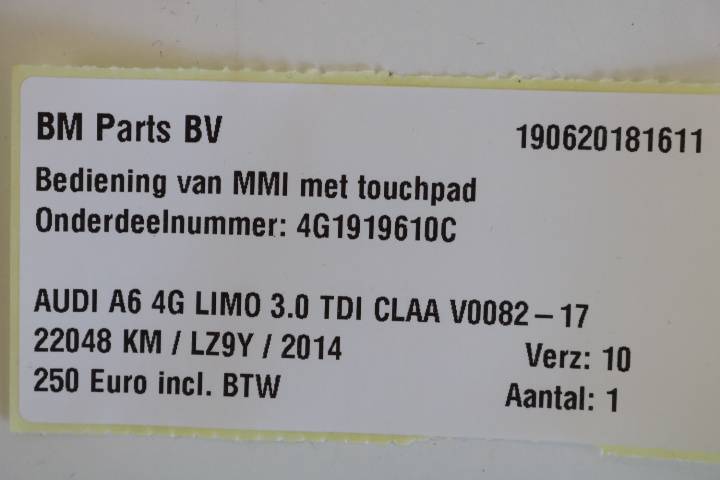 BM Parts BV 190620181611
Bediening van MMI met touchpad
Onderdeelnummer: 4G1919610C
AUDI A6 4G LIMO 3.0 TDI CLAA V0082-17
22048 KM / LZ9Y / 2014 Verz: 10
250 Euro incl. BTW Aantal: 1